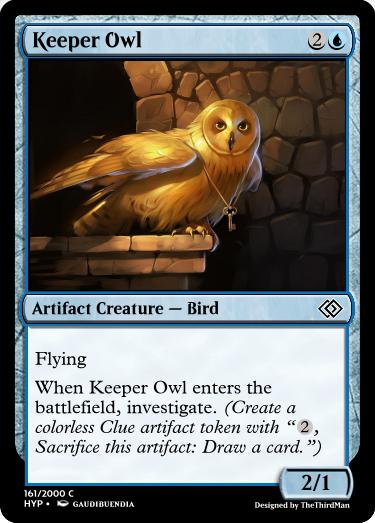 Keeper Owl 2
Artifact Creature — Bird
Flying
When Keeper Owl enters the
battlefield, investigate. (Create a
colorless Clue artifact token with “2,
Sacrifice this artifact: Draw a card.”)
2/1
161/2000 C
HYP • GAUDIBUENDIA
Designed by TheThirdMan